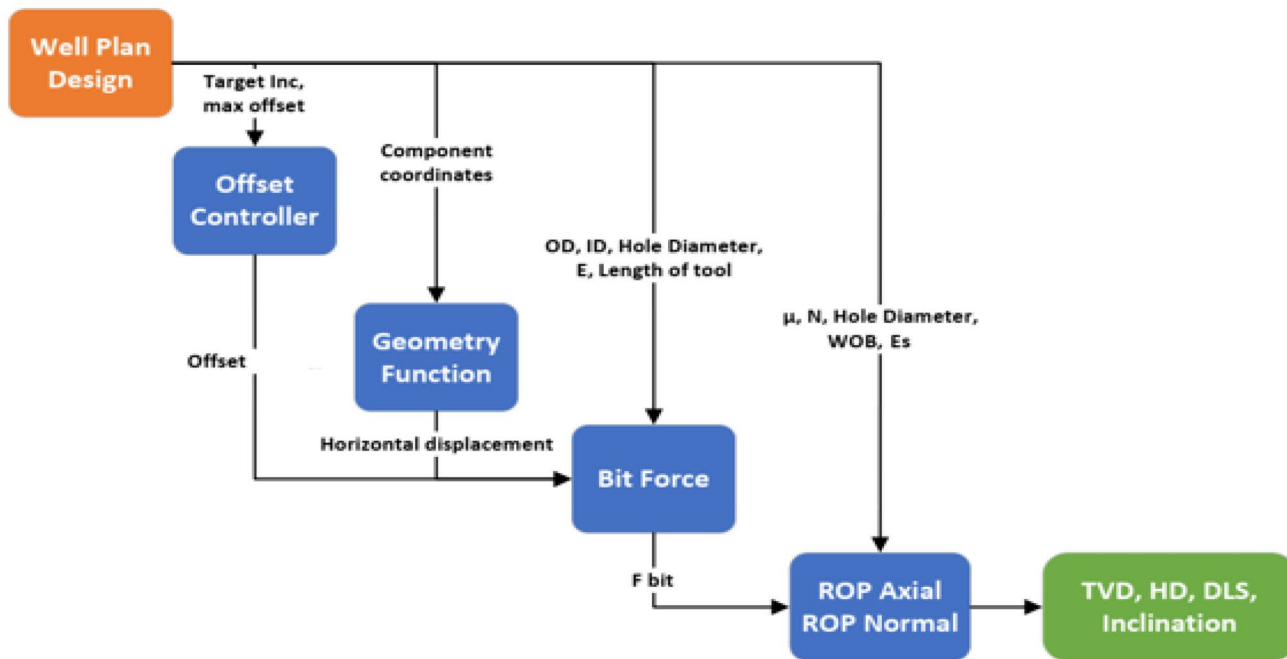 Well Plan
Design
Target Inc,
max offset
Component
coordinates
Offset
Controller
OD, ID, Hole Diameter,
E, Length of tool
µ, N, Hole Diameter,
WOB, Es
Offset
Geometry
Function
Horizontal displacement
Bit Force
F bit
ROP Axial
ROP Normal
TVD, HD, DLS,
Inclination